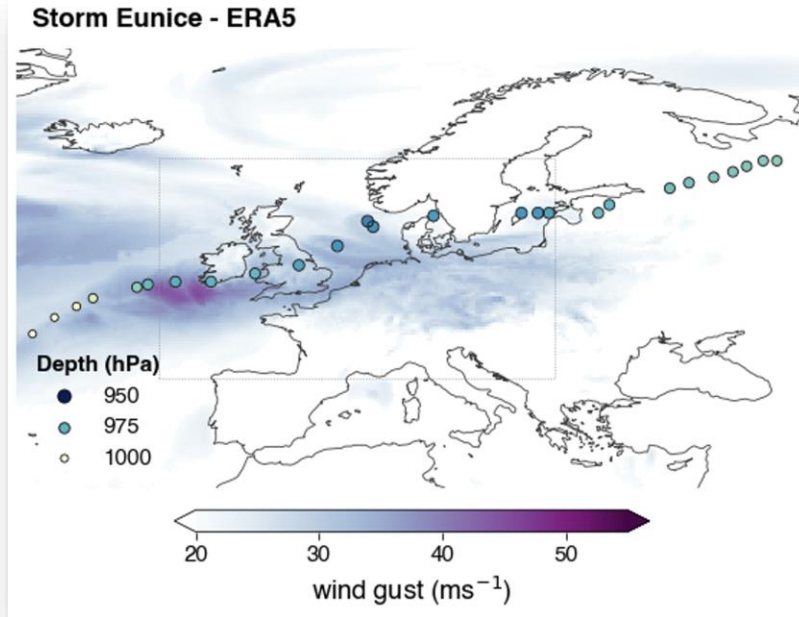 Storm Eunice - ERA5
Depth (hPa)
950
975
1000
20 30 40 50
wind gust (ms⁻¹)